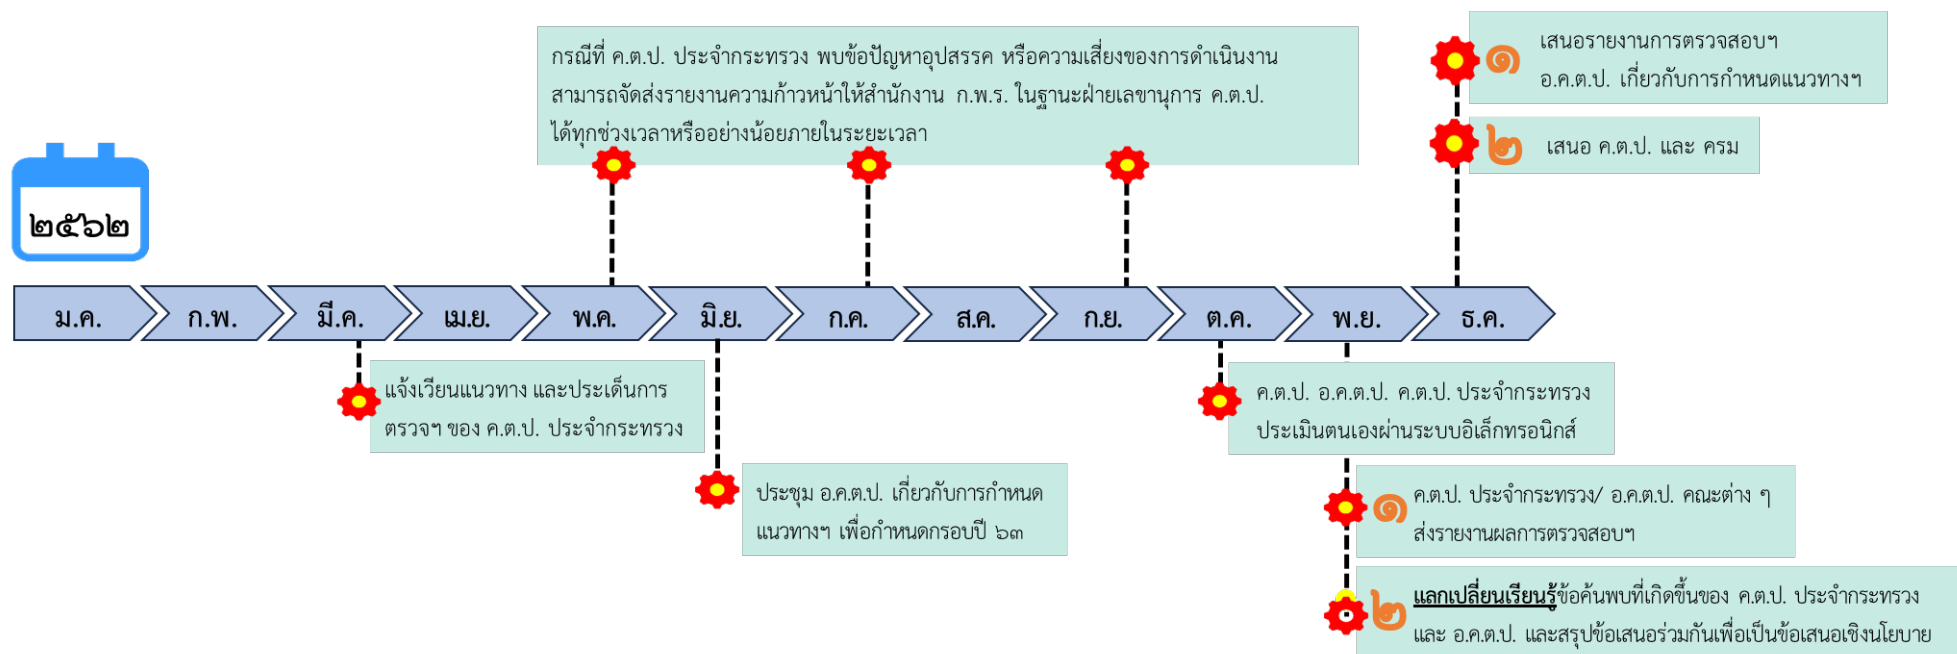 กรณีที่ ค.ต.ป. ประจำกระทรวง พบข้อปัญหาอุปสรรค หรือความเสี่ยงของการดำเนินงาน
สามารถจัดส่งรายงานความก้าวหน้าให้สำนักงาน ก.พ.ร. ในฐานะฝ่ายเลขานุการ ค.ต.ป.
ได้ทุกช่วงเวลาหรืออย่างน้อยภายในระยะเวลา
๑ เสนอรายงานการตรวจสอบฯ
อ.ค.ต.ป. เกี่ยวกับการกำหนดแนวทางฯ
๒ เสนอ ค.ต.ป. และ ครม
๒๕๖๒
ม.ค. ก.พ. มี.ค. เม.ย. พ.ค. มิ.ย. ก.ค. ส.ค. ก.ย. ต.ค. พ.ย. ธ.ค.
แจ้งเวียนแนวทาง และประเด็นการ
ตรวจฯ ของ ค.ต.ป. ประจำกระทรวง
ประชุม อ.ค.ต.ป. เกี่ยวกับการกำหนด
แนวทางฯ เพื่อกำหนดกรอบปี ๖๓
ค.ต.ป. อ.ค.ต.ป. ค.ต.ป. ประจำกระทรวง
ประเมินตนเองผ่านระบบอิเล็กทรอนิกส์
๑ ค.ต.ป. ประจำกระทรวง/ อ.ค.ต.ป. คณะต่าง ๆ
ส่งรายงานผลการตรวจสอบฯ
๒ แลกเปลี่ยนเรียนรู้ข้อค้นพบที่เกิดขึ้นของ ค.ต.ป. ประจำกระทรวง
และ อ.ค.ต.ป. และสรุปข้อเสนอร่วมกันเพื่อเป็นข้อเสนอเชิงนโยบาย